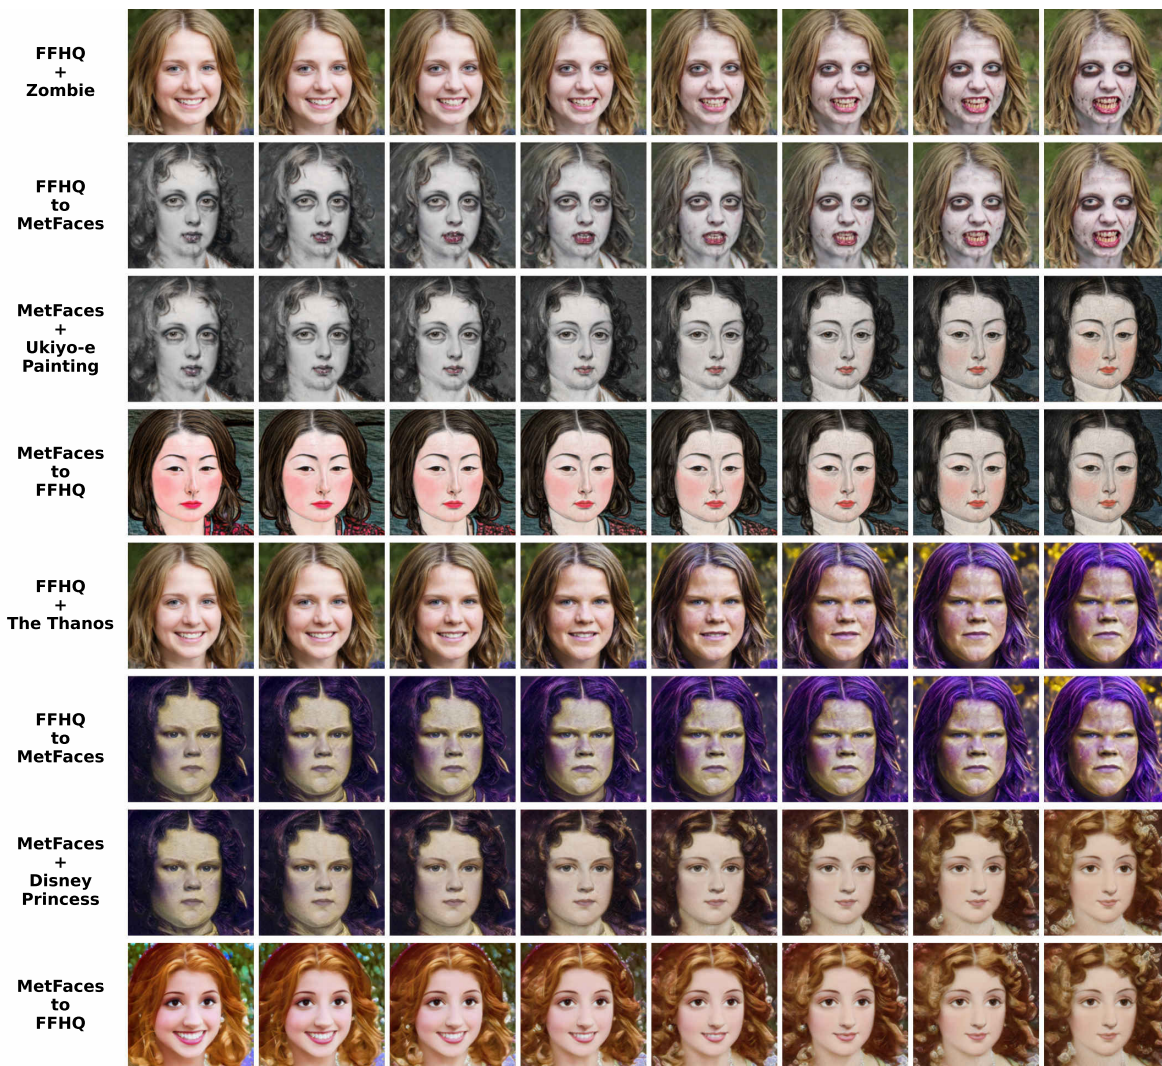 FFHQ
+
Zombie
FFHQ
to
MetFaces
MetFaces
+
Ukiyo-e
Painting
MetFaces
to
FFHQ
FFHQ
+
The Thanos
FFHQ
to
MetFaces
MetFaces
+
Disney
Princess
MetFaces
to
FFHQ